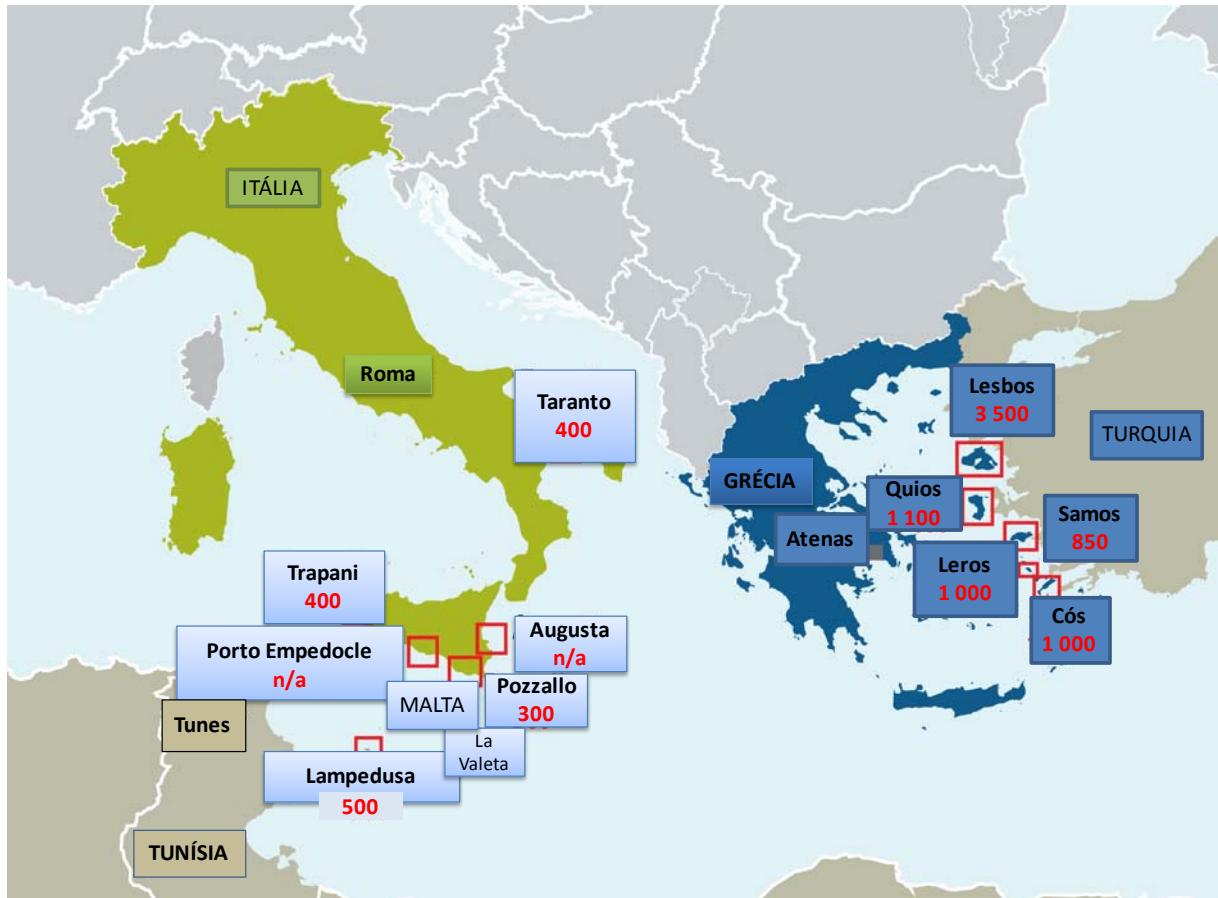 ITÁLIA
Roma
Taranto
400
Lesbos
3 500
TURQUIA
GRÉCIA
Quios
1 100
Samos
850
Atenas
Leros
1 000
Cós
1 000
Trapani
400
Porto Empedocle
n/a
Augusta
n/a
MALTA
Pozzallo
300
Tunes
La
Valeta
Lampedusa
500
TUNÍSIA